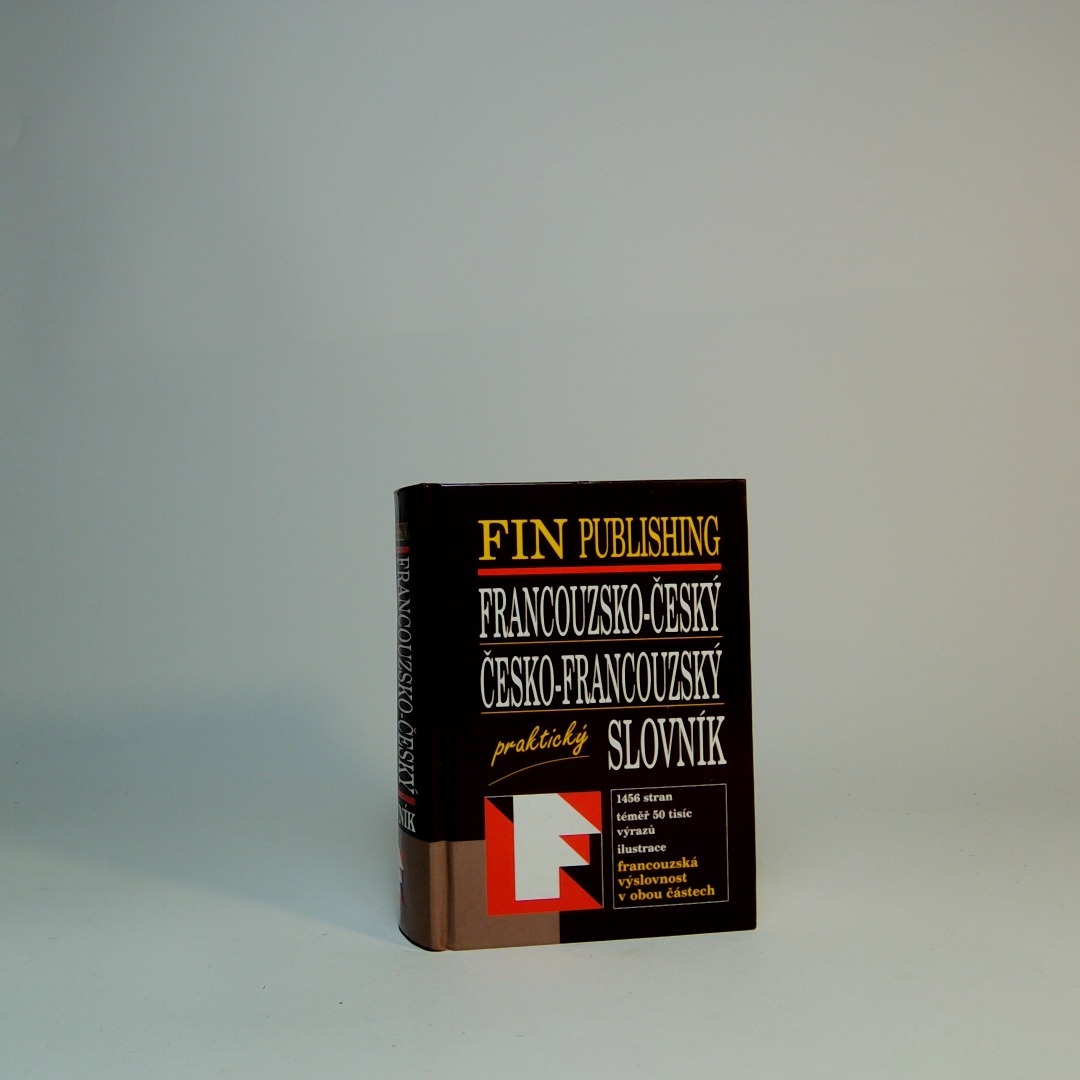 FIN PUBLISHING
FRANCOUZSKO-ČESKÝ
ČESKO-FRANCOUZSKÝ
praktický SLOVNÍK
1456 stran
téměř 50 tisíc
výrazů
ilustrace
francouzská
výslovnost
v obou částech
FRANCOUZSKO-ČESKÝ